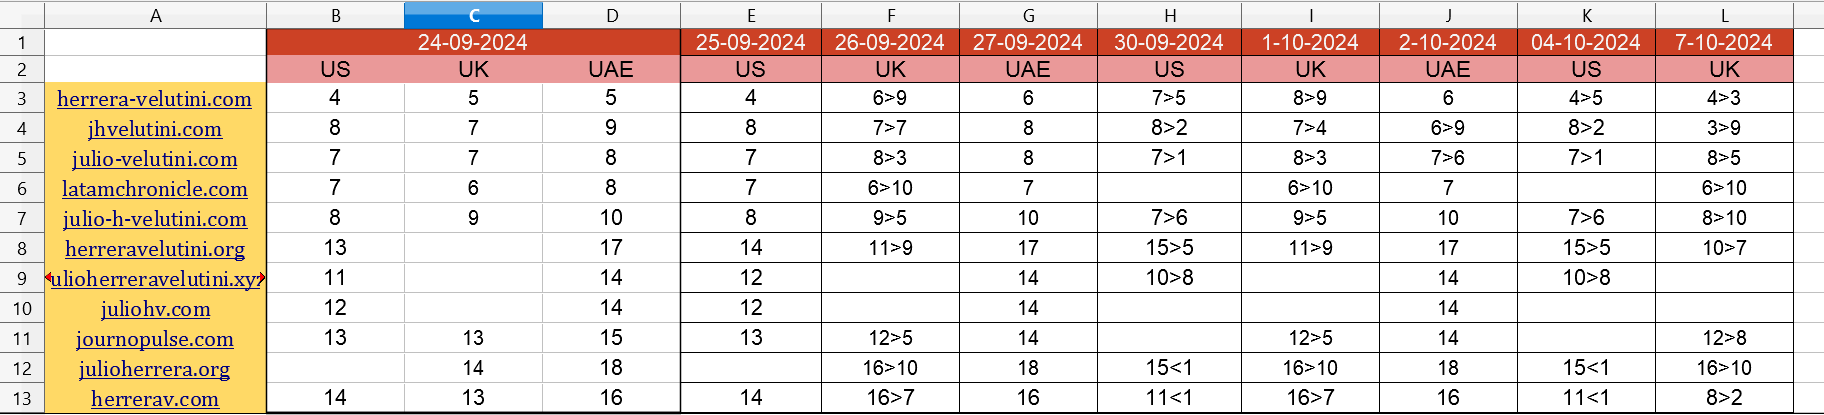 A B C D E F G H I J K L
1 24-09-2024 25-09-2024 26-09-2024 27-09-2024 30-09-2024 1-10-2024 2-10-2024 04-10-2024 7-10-2024
2 US UK UAE US UK UAE US UK UAE US UK
3 herrera-velutini.com 4 5 5 4 6>9 6 7>5 8>9 6 4>5 4>3
4 jhvelutini.com 8 7 9 8 7>7 8 8>2 7>4 6>9 8>2 3>9
5 julio-velutini.com 7 7 8 7 8>3 8 7>1 8>3 7>6 7>1 8>5
6 latamchronicle.com 7 6 8 7 6>10 7 6>10 7 6>10
7 julio-h-velutini.com 8 9 10 8 9>5 10 7>6 9>5 10 7>6 8>10
8 herreravelutini.org 13 17 14 11>9 17 15>5 11>9 17 15>5 10>7
9 ulioherreravelutini.xyz 11 14 12 14 10>8 14 10>8
10 juliohv.com 12 14 12 14 14
11 journopulse.com 13 13 15 13 12>5 14 12>5 14 12>8
12 julioherrera.org 14 18 16>10 18 15<1 16>10 18 15<1 16>10
13 herrerav.com 14 13 16 14 16>7 16 11<1 16>7 16 11<1 8>2